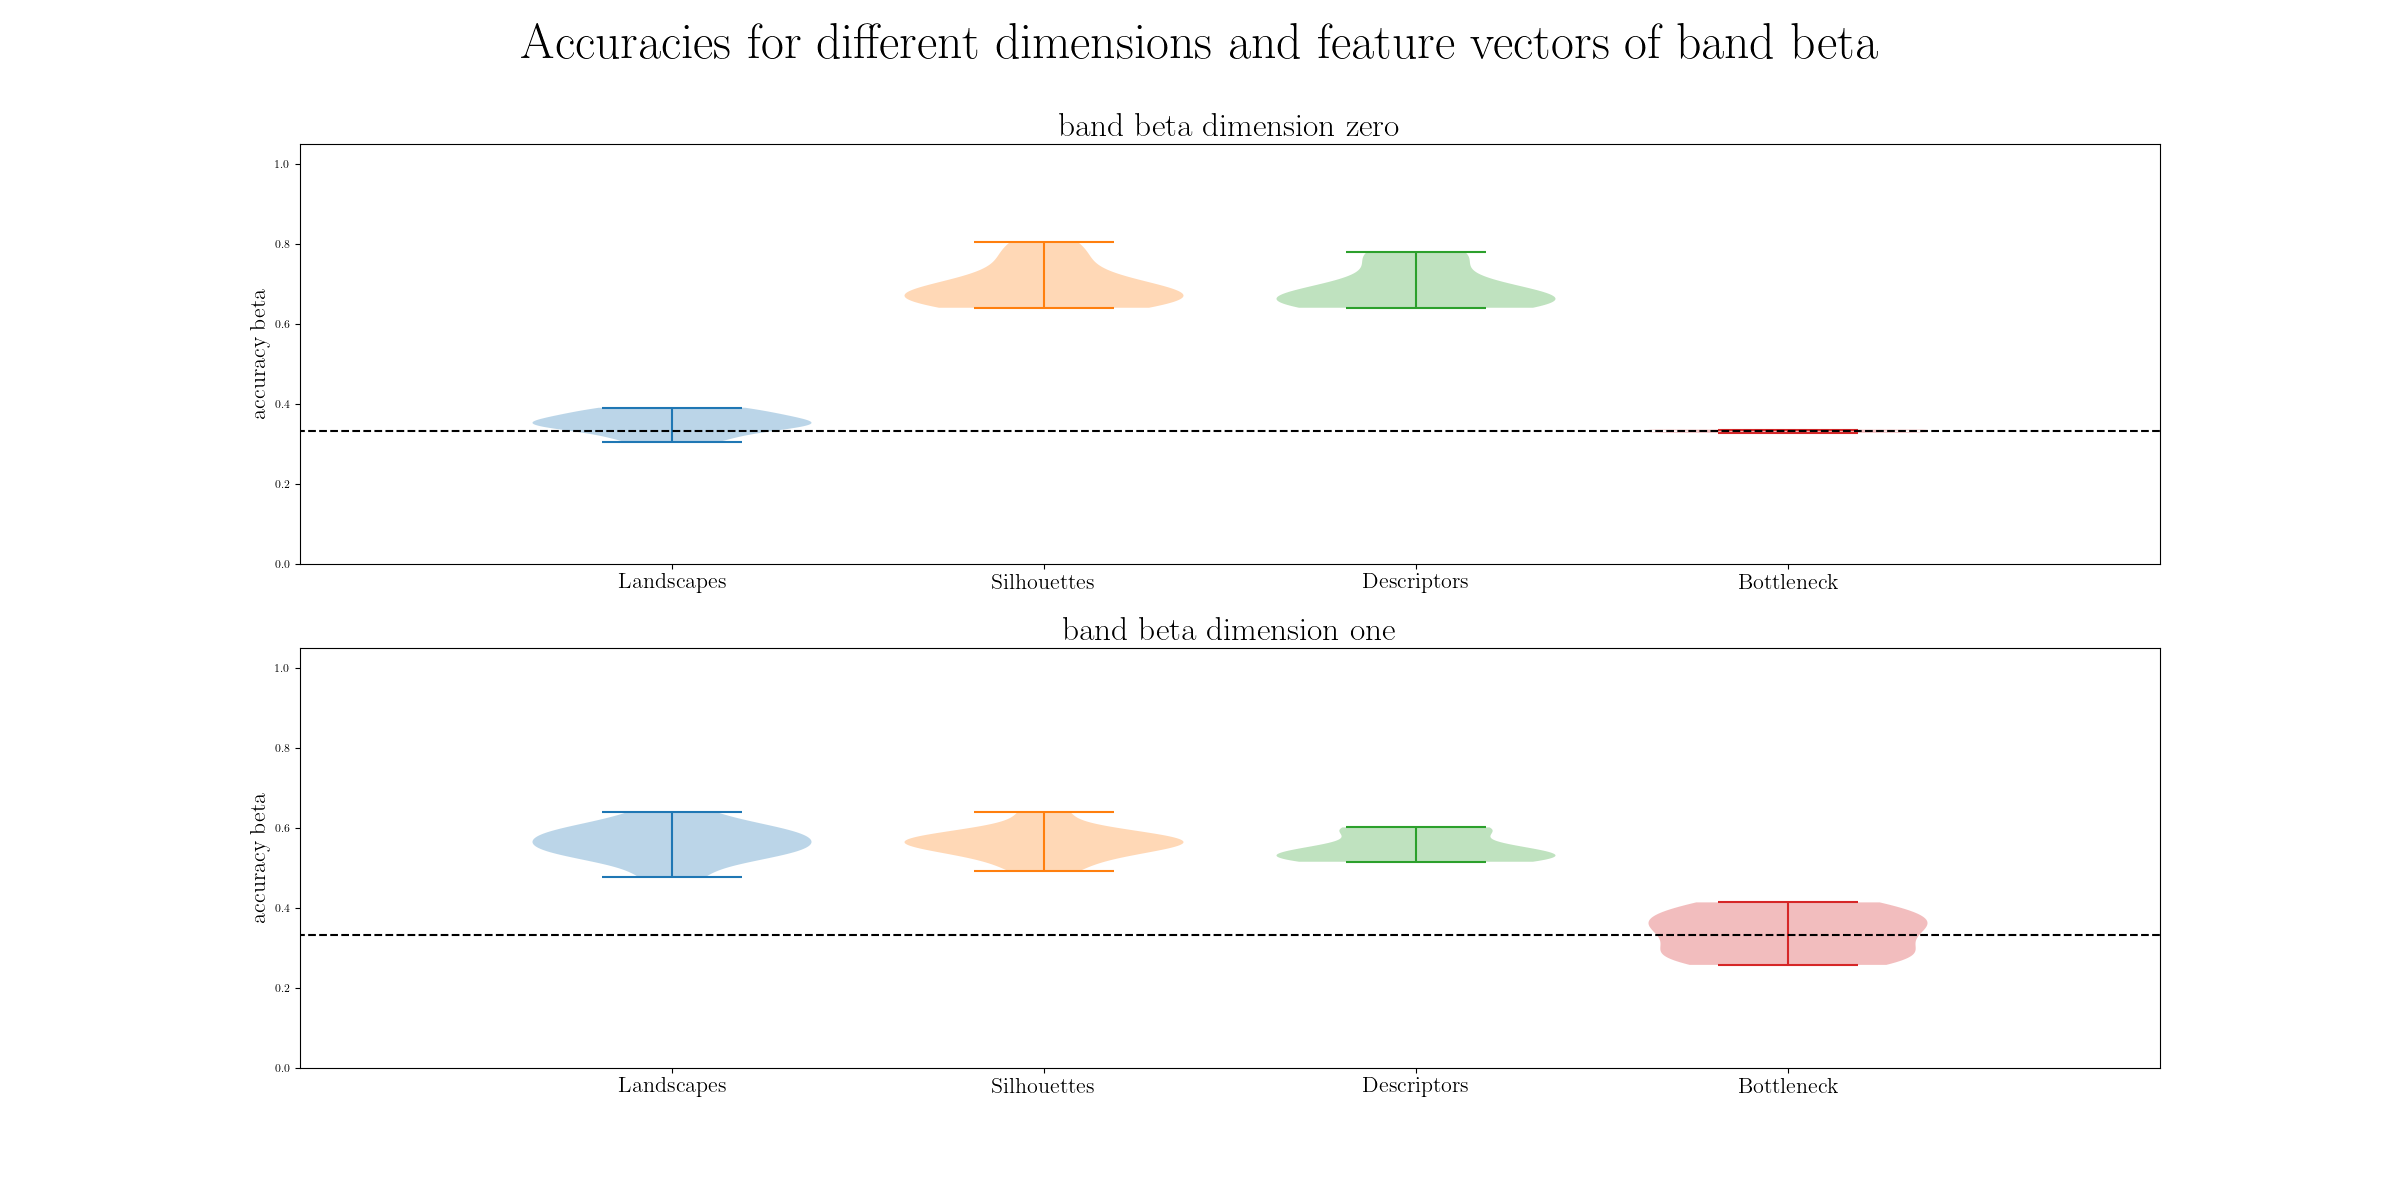 Accuracies for different dimensions and feature vectors of band beta
band beta dimension zero
1.0
0.8
0.6
0.4
0.2
0.0
accuracy beta
Landscapes Silhouettes Descriptors Bottleneck
band beta dimension one
1.0
0.8
0.6
0.4
0.2
0.0
accuracy beta
Landscapes Silhouettes Descriptors Bottleneck